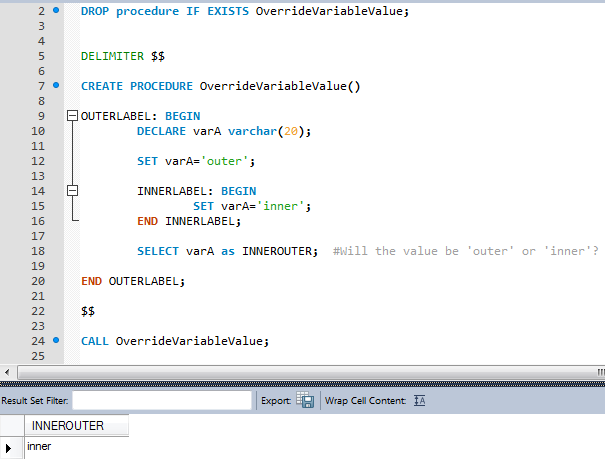 2 DROP procedure IF EXISTS OverrideVariableValue;
3
4
5 DELIMITER $$
6
7 CREATE PROCEDURE OverrideVariableValue()
8
9 OUTERLABEL: BEGIN
10 DECLARE varA varchar(20);
11
12 SET varA='outer';
13
14 INNERLABEL: BEGIN
15 SET varA='inner';
16 END INNERLABEL;
17
18 SELECT varA as INNEROUTER; #Will the value be 'outer' or 'inner'?
19
20 END OUTERLABEL;
21
22 $$
23
24 CALL OverrideVariableValue;
25
Result Set Filter: Export: Wrap Cell Content: IA
INNEROUTER
inner